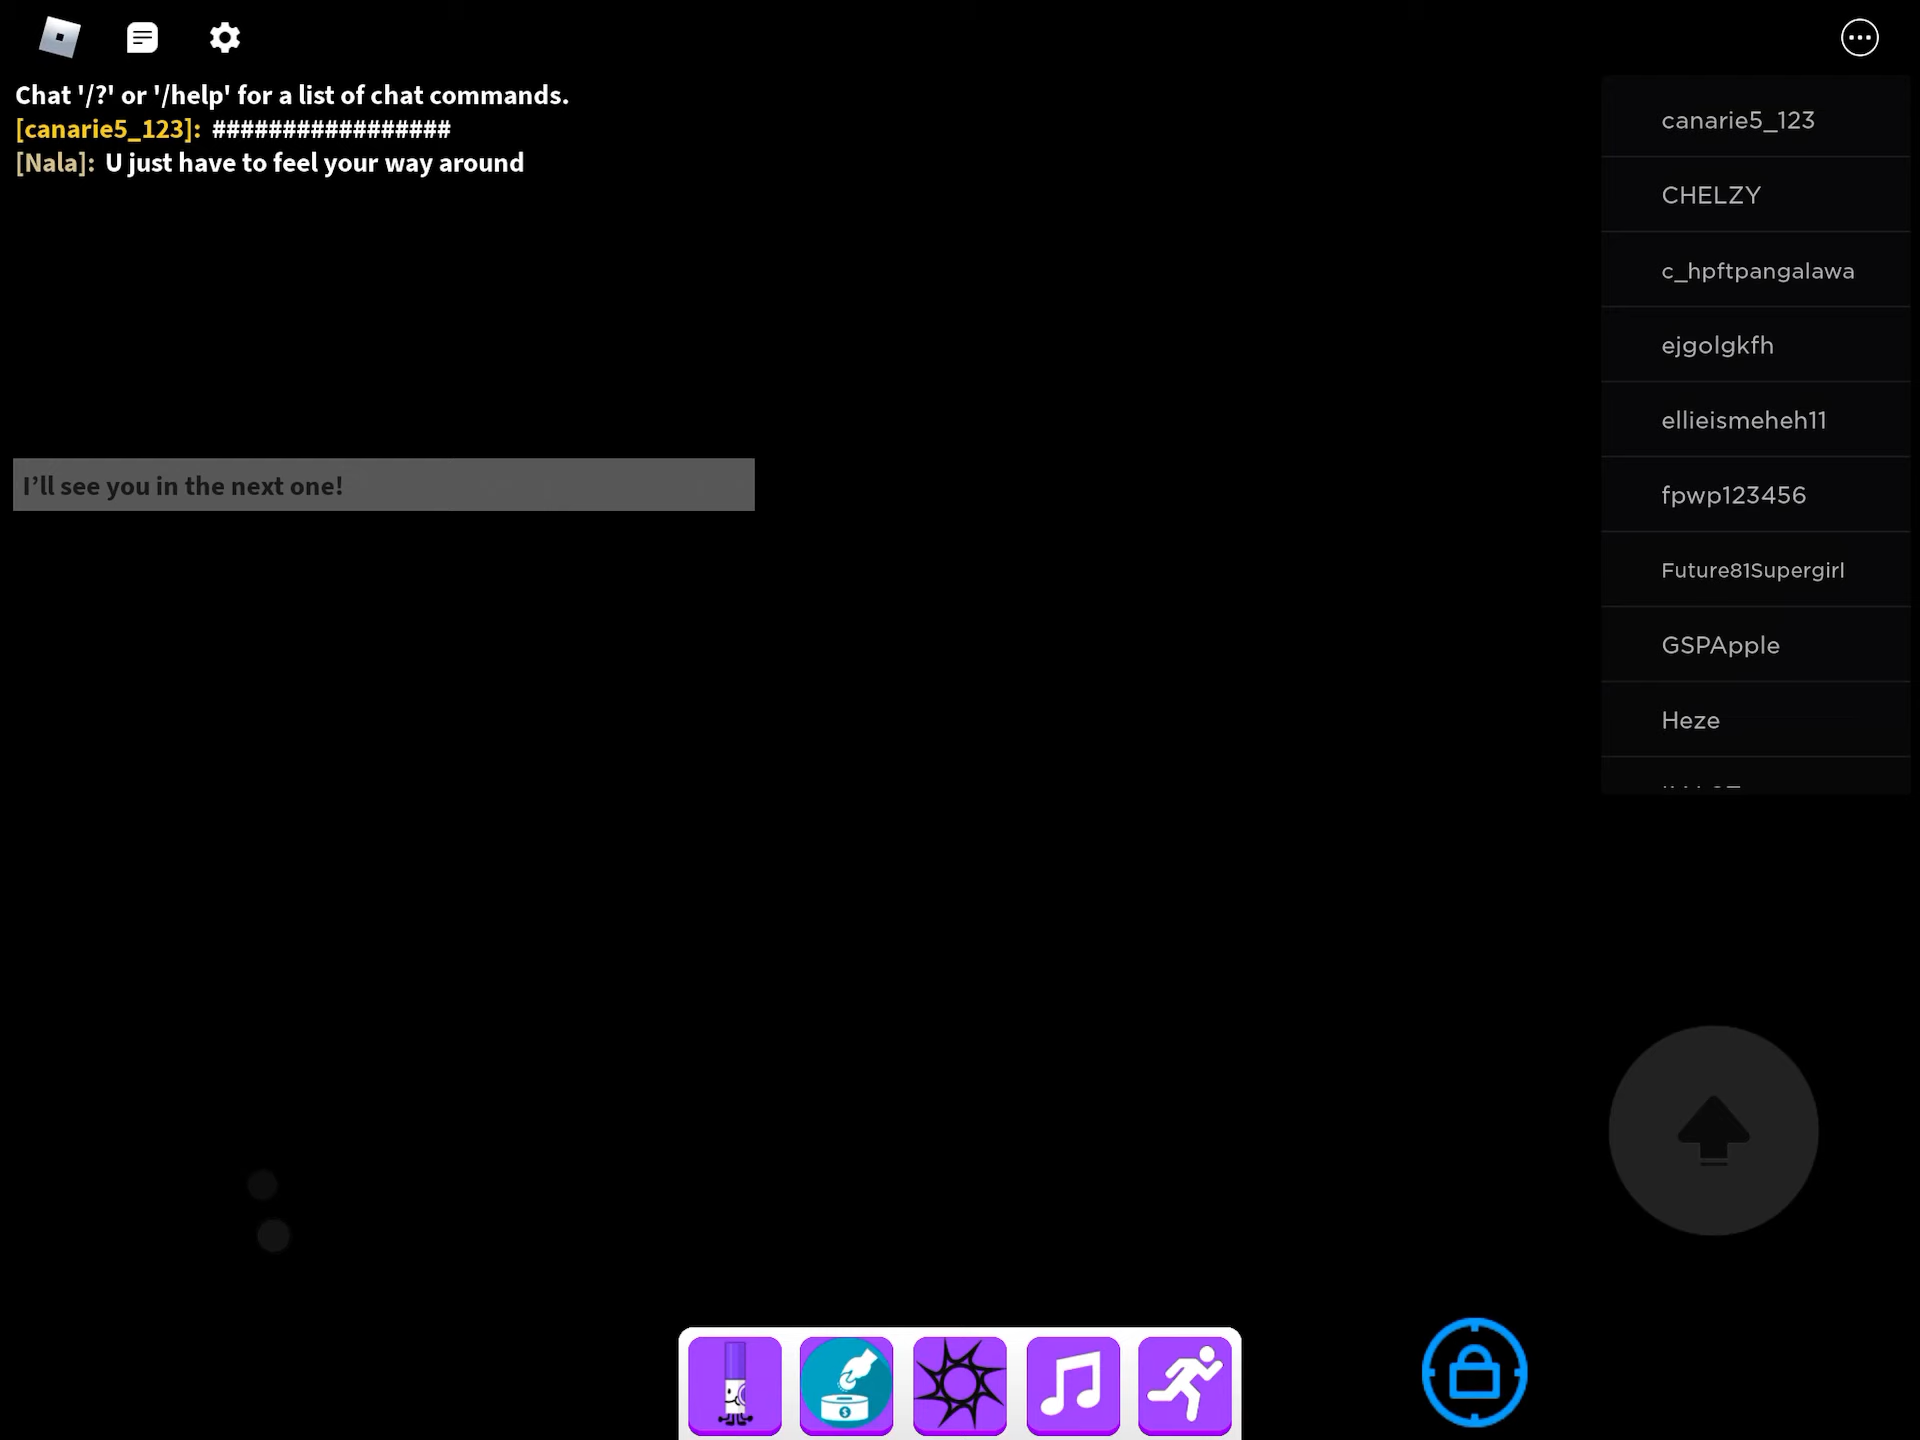 Chat '/?' or '/help' for a list of chat commands.
[canarie5_123]: #################
[Nala]: U just have to feel your way around
I’ll see you in the next one!
canarie5_123
CHELZY
c_hpftpangalawa
ejgolgkfh
ellieismeheh11
fpwp123456
Future81Supergirl
GSPApple
Heze